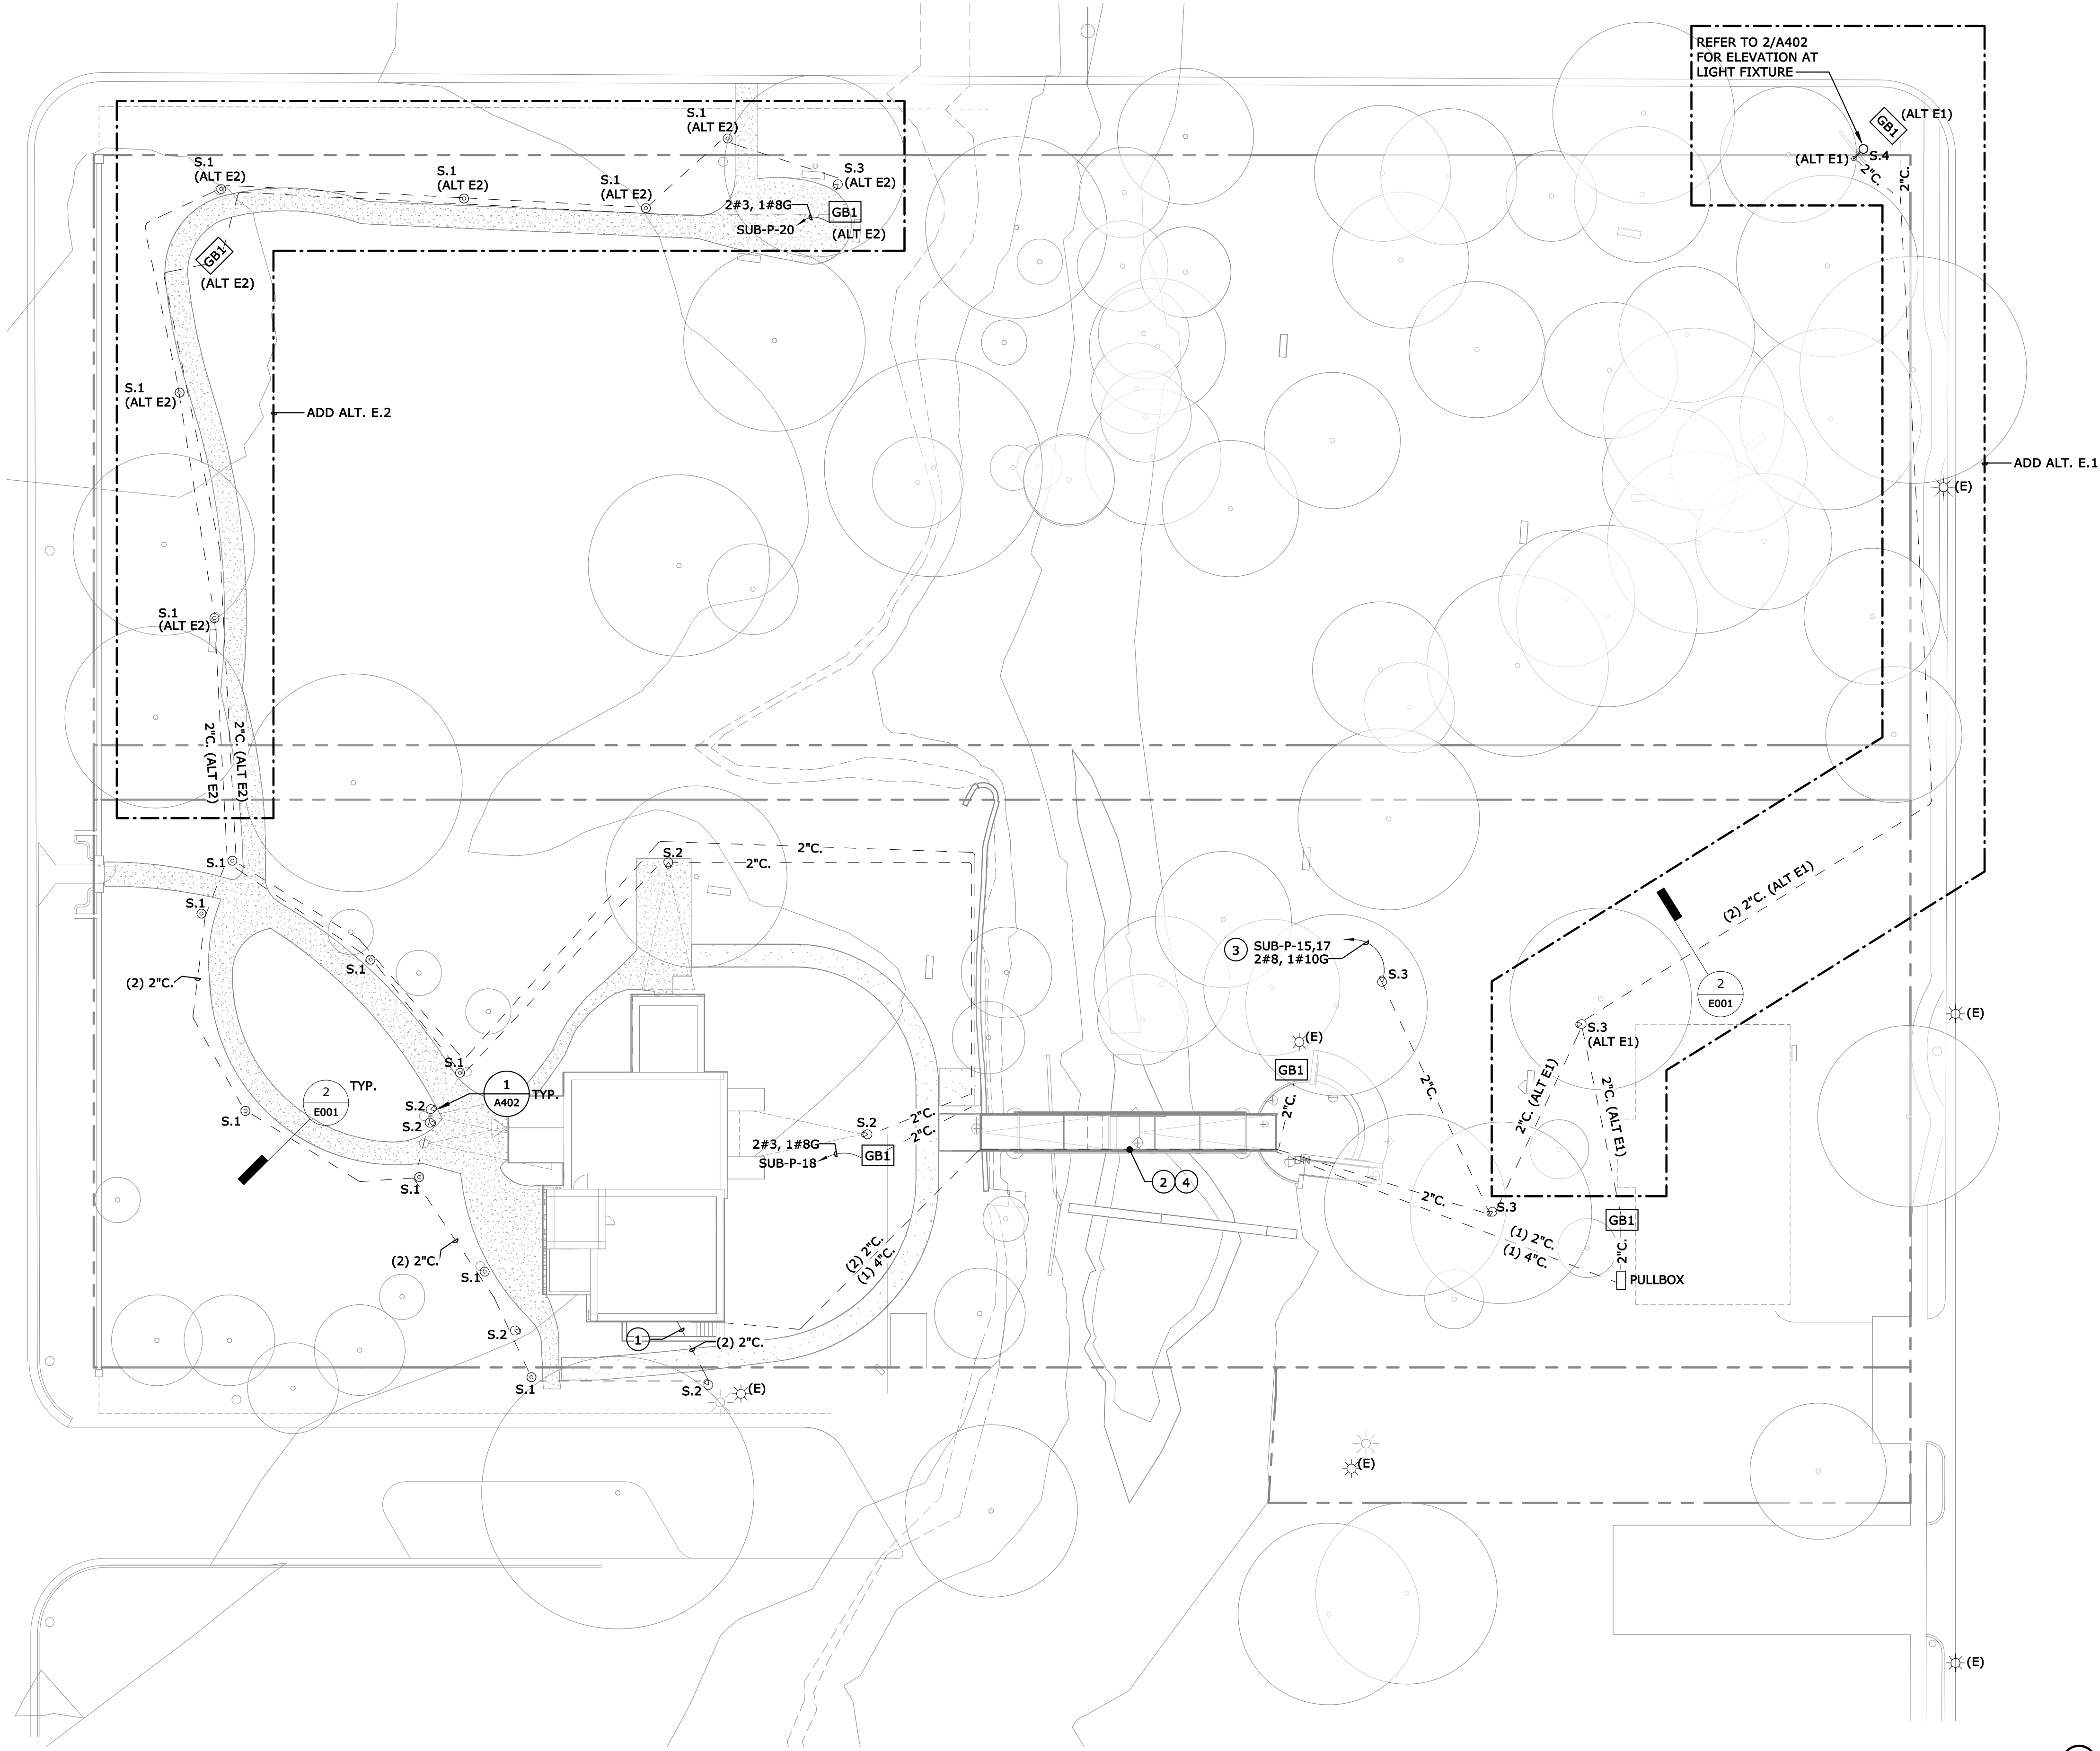 REFER TO 2/A402
FOR ELEVATION AT
LIGHT FIXTURE
GB1
(ALT E1)
(ALT E1)
S.4
2"C.
2"C.
S.1
(ALT E2)
S.1
(ALT E2)
S.1
(ALT E2)
S.1
(ALT E2)
S.3
(ALT E2)
2#3, 1#8G
SUB-P-20
GB1
(ALT E2)
GB1
(ALT E2)
S.1
(ALT E2)
ADD ALT. E.2
ADD ALT. E.1
(E)
S.1
(ALT E2)
2"C. (ALT E2)
2"C. (ALT E2)
S.1
S.2
2"C.
2"C.
(2) 2"C. (ALT E1)
S.1
S.1
(2) 2"C.
3
SUB-P-15,17
2#8, 1#10G
S.3
2
E001
(E)
S.3
(ALT E1)
(E)
GB1
2"C.
2"C.
2"C. (ALT E1)
2"C. (ALT E1)
S.1
2
E001
TYP.
1
A402
TYP.
S.2
S.2
S.1
S.2
2"C.
2"C.
2#3, 1#8G
SUB-P-18
GB1
DN
2
4
S.1
2"C.
S.3
GB1
(1) 2"C.
(1) 4"C.
2"C.
PULLBOX
(2) 2"C.
S.1
(2) 2"C.
(1) 4"C.
S.2
1
(2) 2"C.
S.1
S.2
(E)
(E)
(E)